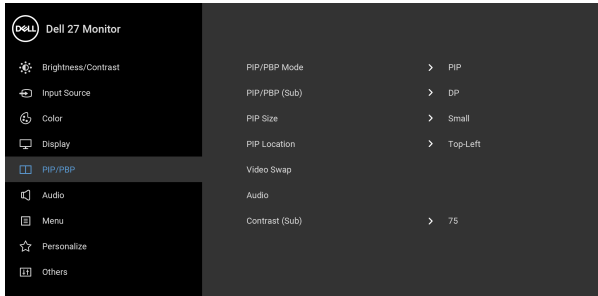 DELL
Dell 27 Monitor
Brightness/Contrast
Input Source
Color
Display
PIP/PBP
Audio
Menu
Personalize
Others
PIP/PBP Mode > PIP
PIP/PBP (Sub) > DP
PIP Size > Small
PIP Location > Top-Left
Video Swap
Audio
Contrast (Sub) > 75